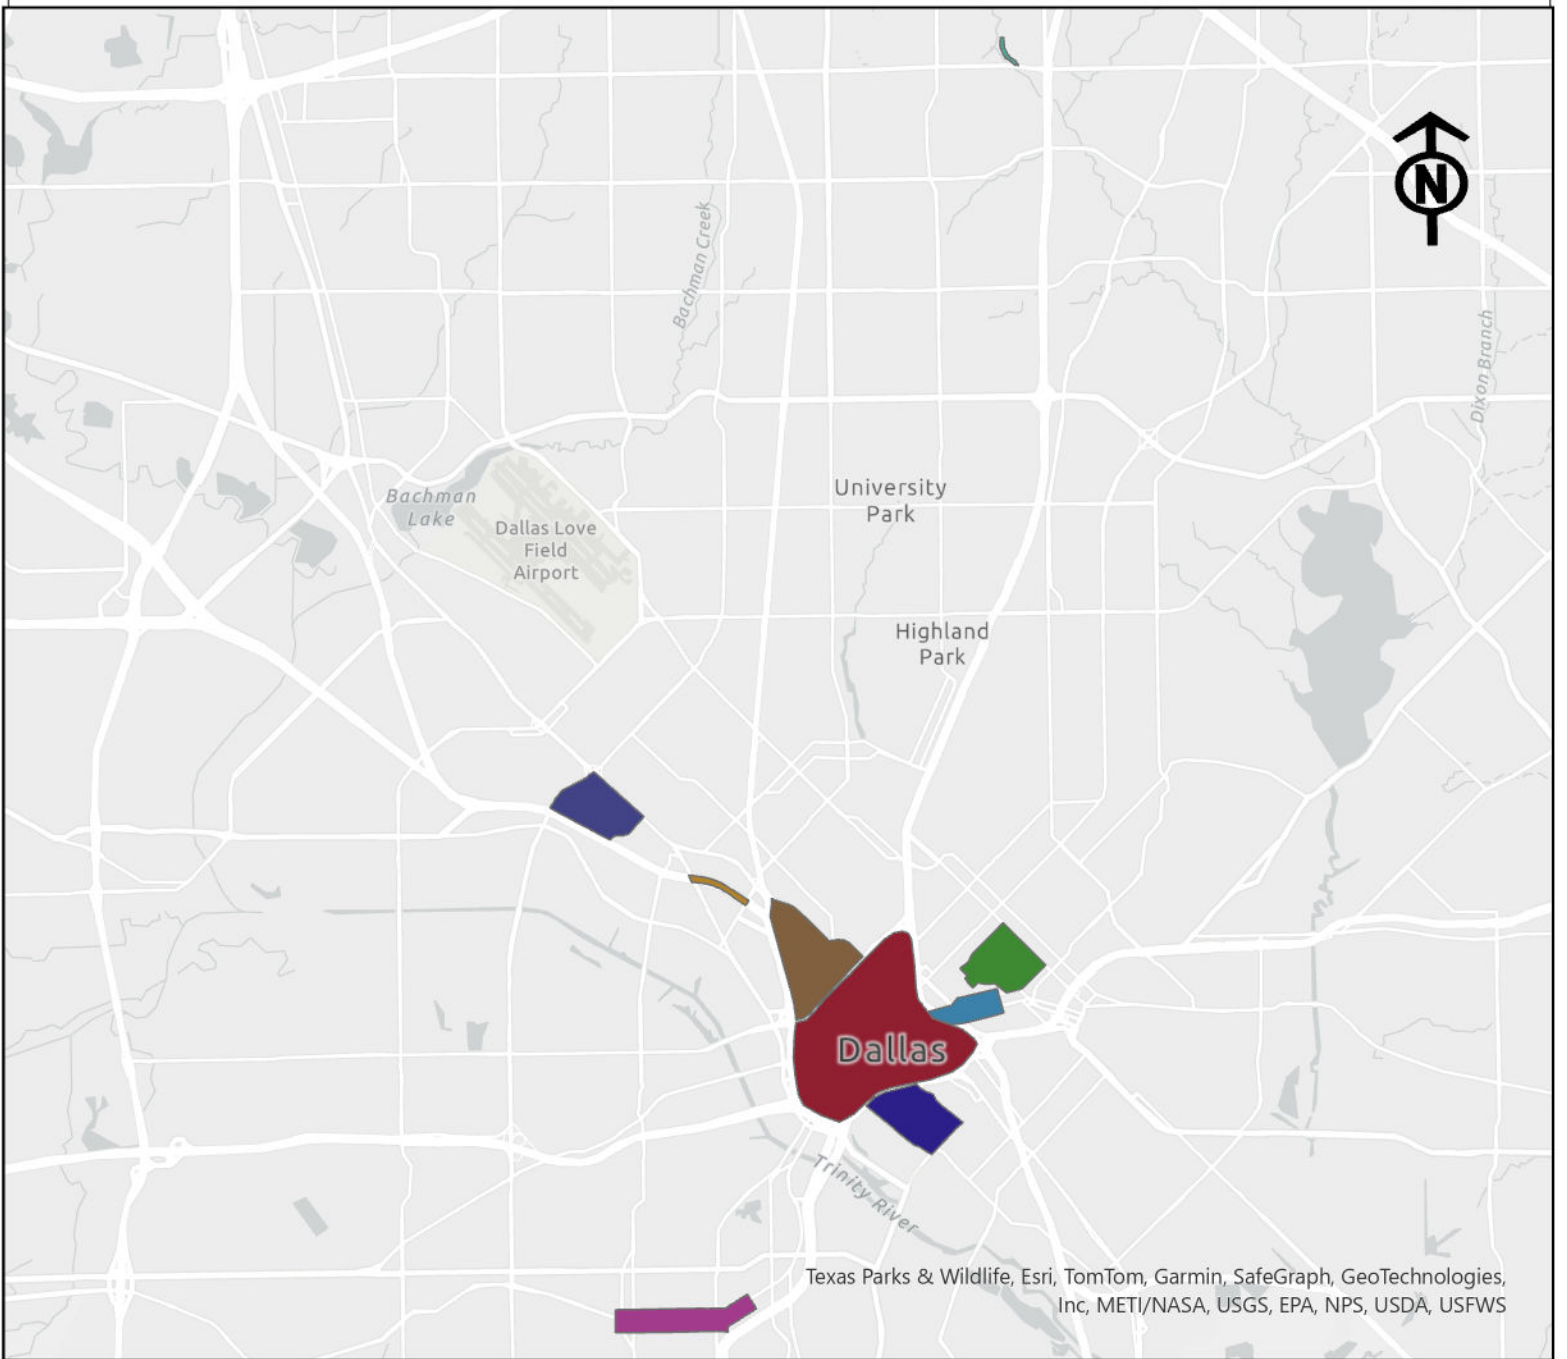 N
Bachman Creek
Dixon Branch
University
Park
Bachman
Lake
Dallas Love
Field
Airport
Highland
Park
Dallas
Trinity River
Texas Parks & Wildlife, Esri, TomTom, Garmin, SafeGraph, GeoTechnologies,
Inc, METI/NASA, USGS, EPA, NPS, USDA, USFWS